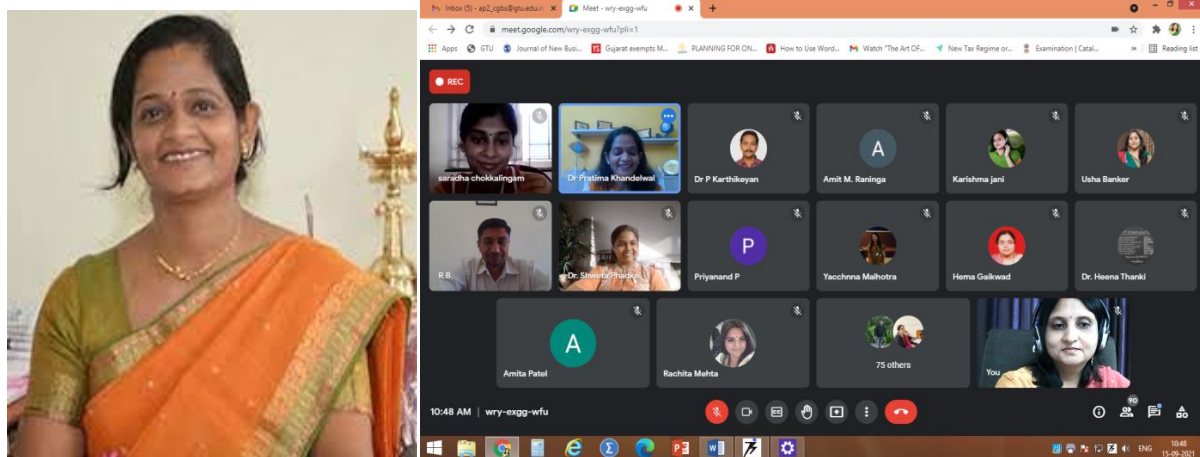 Inbox (5) - ap2_cgbs@gtu.edu.in
Meet - wry-exgg-wfu
meet.google.com/wry-exgg-wfu?pli=1
Apps GTU Journal of New Busi... Gujarat exempts M... PLANNING FOR ON... How to Use Word... Watch "The Art OF... New Tax Regime or... Examination | Catal... » Reading list
REC
saradha chokkalingam Dr Pratima Khandelwal Dr P Karthikeyan Amit M. Raninga Karishma jani Usha Banker
A
R B Dr. Shweta Priyanand P Yacchnna Malhotra Hema Gaikwad Dr. Heena Thanki
P
Amita Patel Rachita Mehta 75 others You
A
10:48 AM | wry-exgg-wfu
90
ENG
10:48
15-09-2021